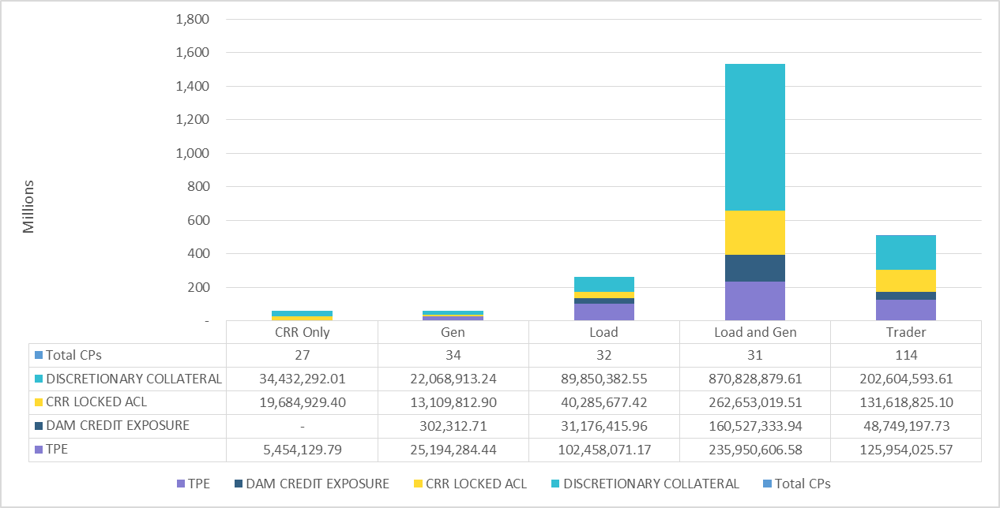 1,800
1,600
1,400
1,200
1,000
800
600
400
200
-
Millions
CRR Only Gen Load Load and Gen Trader
Total CPs 27 34 32 31 114
DISCRETIONARY COLLATERAL 34,432,292.01 22,068,913.24 89,850,382.55 870,828,879.61 202,604,593.61
CRR LOCKED ACL 19,684,929.40 13,109,812.90 40,285,677.42 262,653,019.51 131,618,825.10
DAM CREDIT EXPOSURE - 302,312.71 31,176,415.96 160,527,333.94 48,749,197.73
TPE 5,454,129.79 25,194,284.44 102,458,071.17 235,950,606.58 125,954,025.57
TPE DAM CREDIT EXPOSURE CRR LOCKED ACL DISCRETIONARY COLLATERAL Total CPs